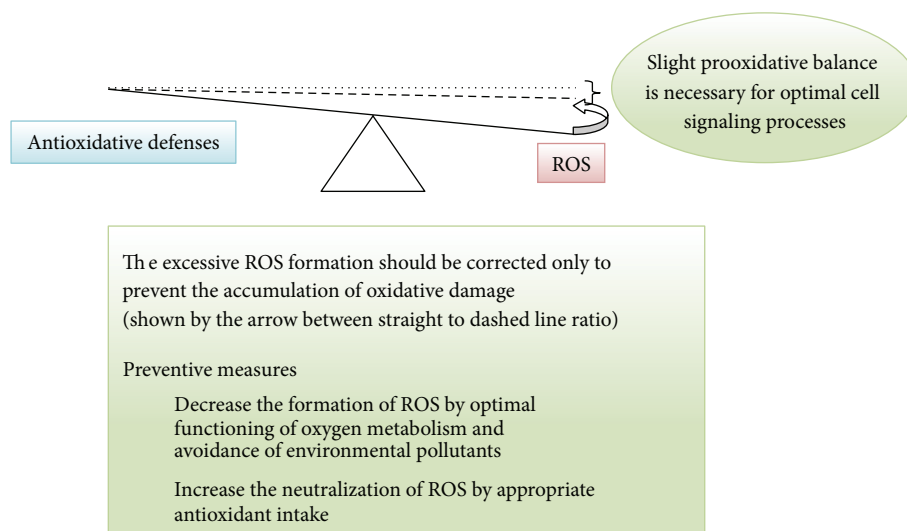 Slight prooxidative balance
is necessary for optimal cell
signaling processes
Antioxidative defenses
ROS
The excessive ROS formation should be corrected only to
prevent the accumulation of oxidative damage
(shown by the arrow between straight to dashed line ratio)
Preventive measures
Decrease the formation of ROS by optimal
functioning of oxygen metabolism and
avoidance of environmental pollutants
Increase the neutralization of ROS by appropriate
antioxidant intake